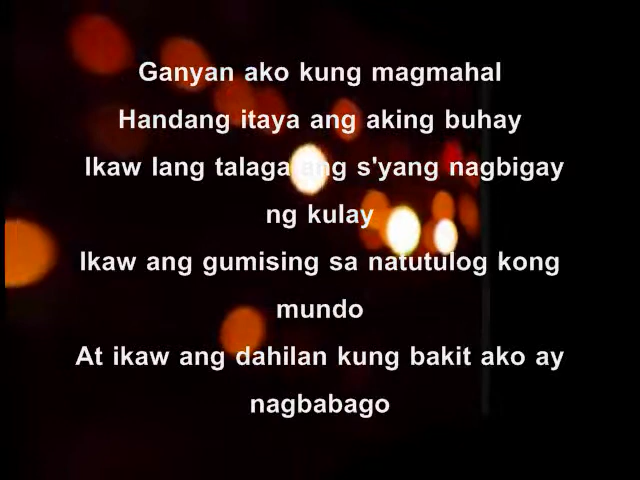 Ganyan ako kung magmahal
Handang itaya ang aking buhay
Ikaw lang talaga ang s'yang nagbigay
ng kulay
Ikaw ang gumising sa natutulog kong
mundo
At ikaw ang dahilan kung bakit ako ay
nagbabago